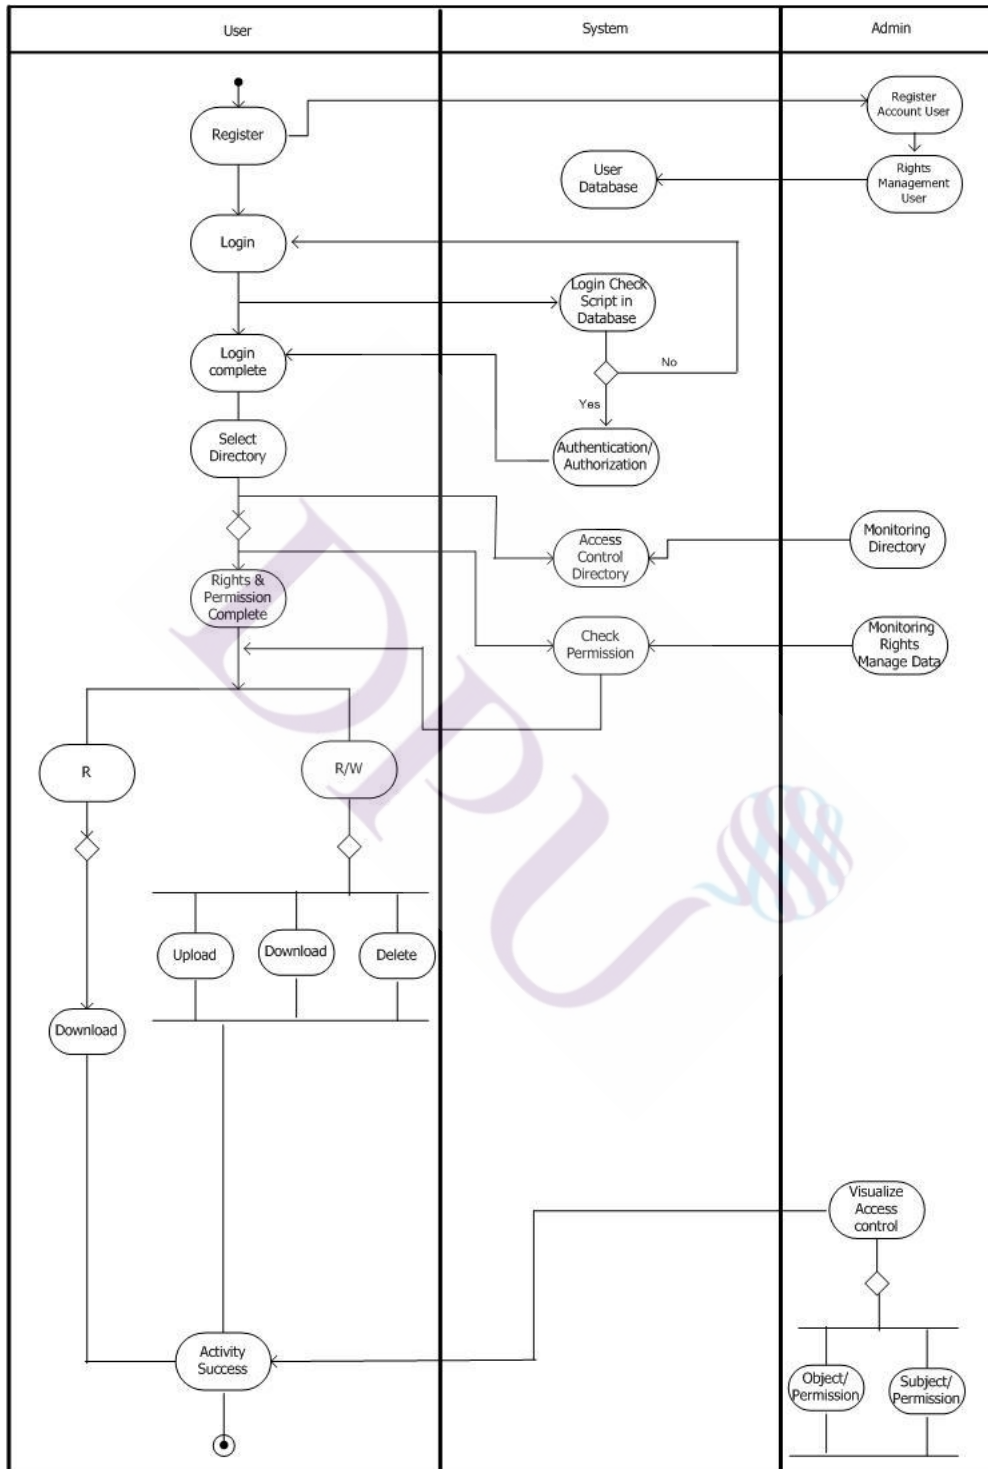 User
System
Admin
Register
Register
Account User
User
Database
Rights
Management
User
Login
Login Check
Script in
Database
Login
complete
No
Yes
Select
Directory
Authentication/
Authorization
Access
Control
Directory
Monitoring
Directory
Rights &
Permission
Complete
Check
Permission
Monitoring
Rights
Manage Data
R
R/W
Upload
Download
Delete
Download
Visualize
Access
control
Activity
Success
Object/
Permission
Subject/
Permission
DPU